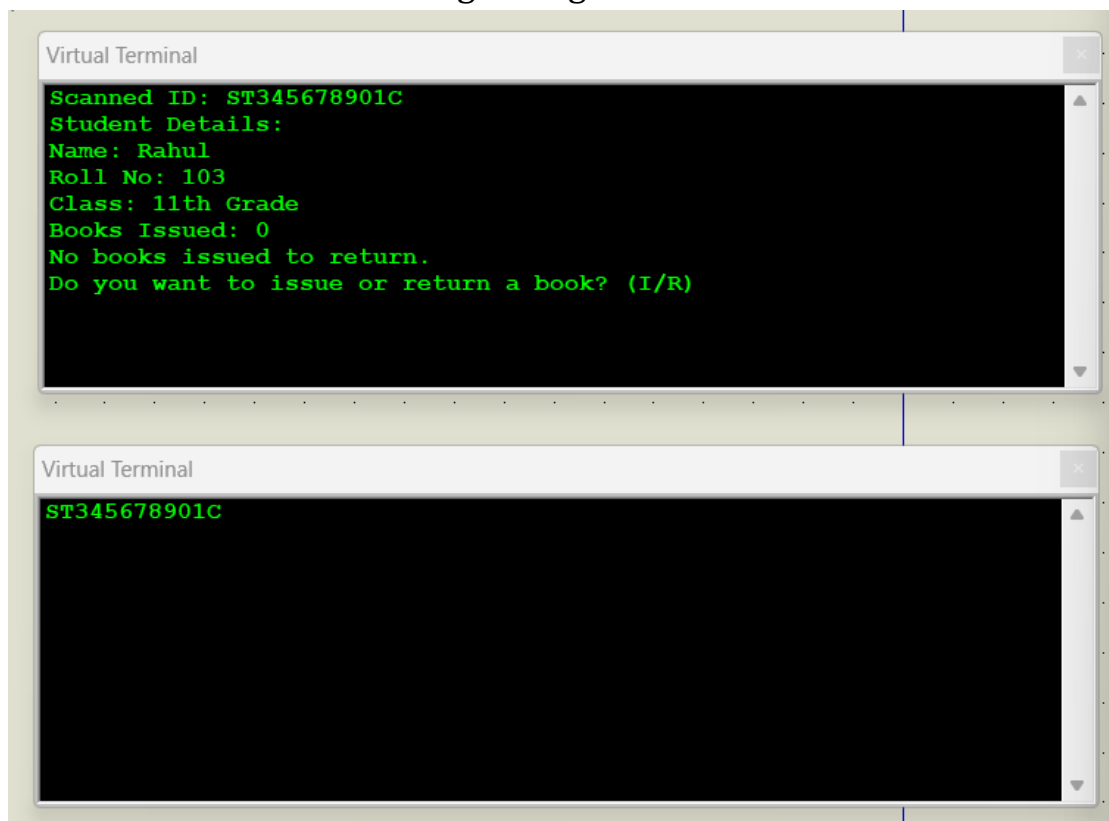 Virtual Terminal
Scanned ID: ST345678901C
Student Details:
Name: Rahul
Roll No: 103
Class: 11th Grade
Books Issued: 0
No books issued to return.
Do you want to issue or return a book? (I/R)
Virtual Terminal
ST345678901C